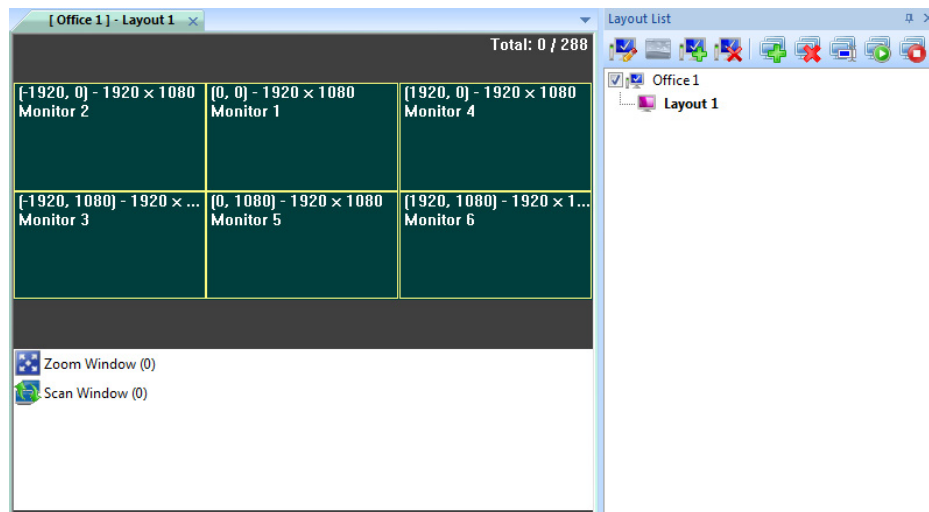 [ Office 1 ] - Layout 1
Layout List
Total: 0 / 288
(-1920, 0) - 1920 × 1080
Monitor 2
(0, 0) - 1920 × 1080
Monitor 1
(1920, 0) - 1920 × 1080
Monitor 4
(-1920, 1080) - 1920 × ...
Monitor 3
(0, 1080) - 1920 × 1080
Monitor 5
(1920, 1080) - 1920 × 1...
Monitor 6
Zoom Window (0)
Scan Window (0)
Office 1
Layout 1